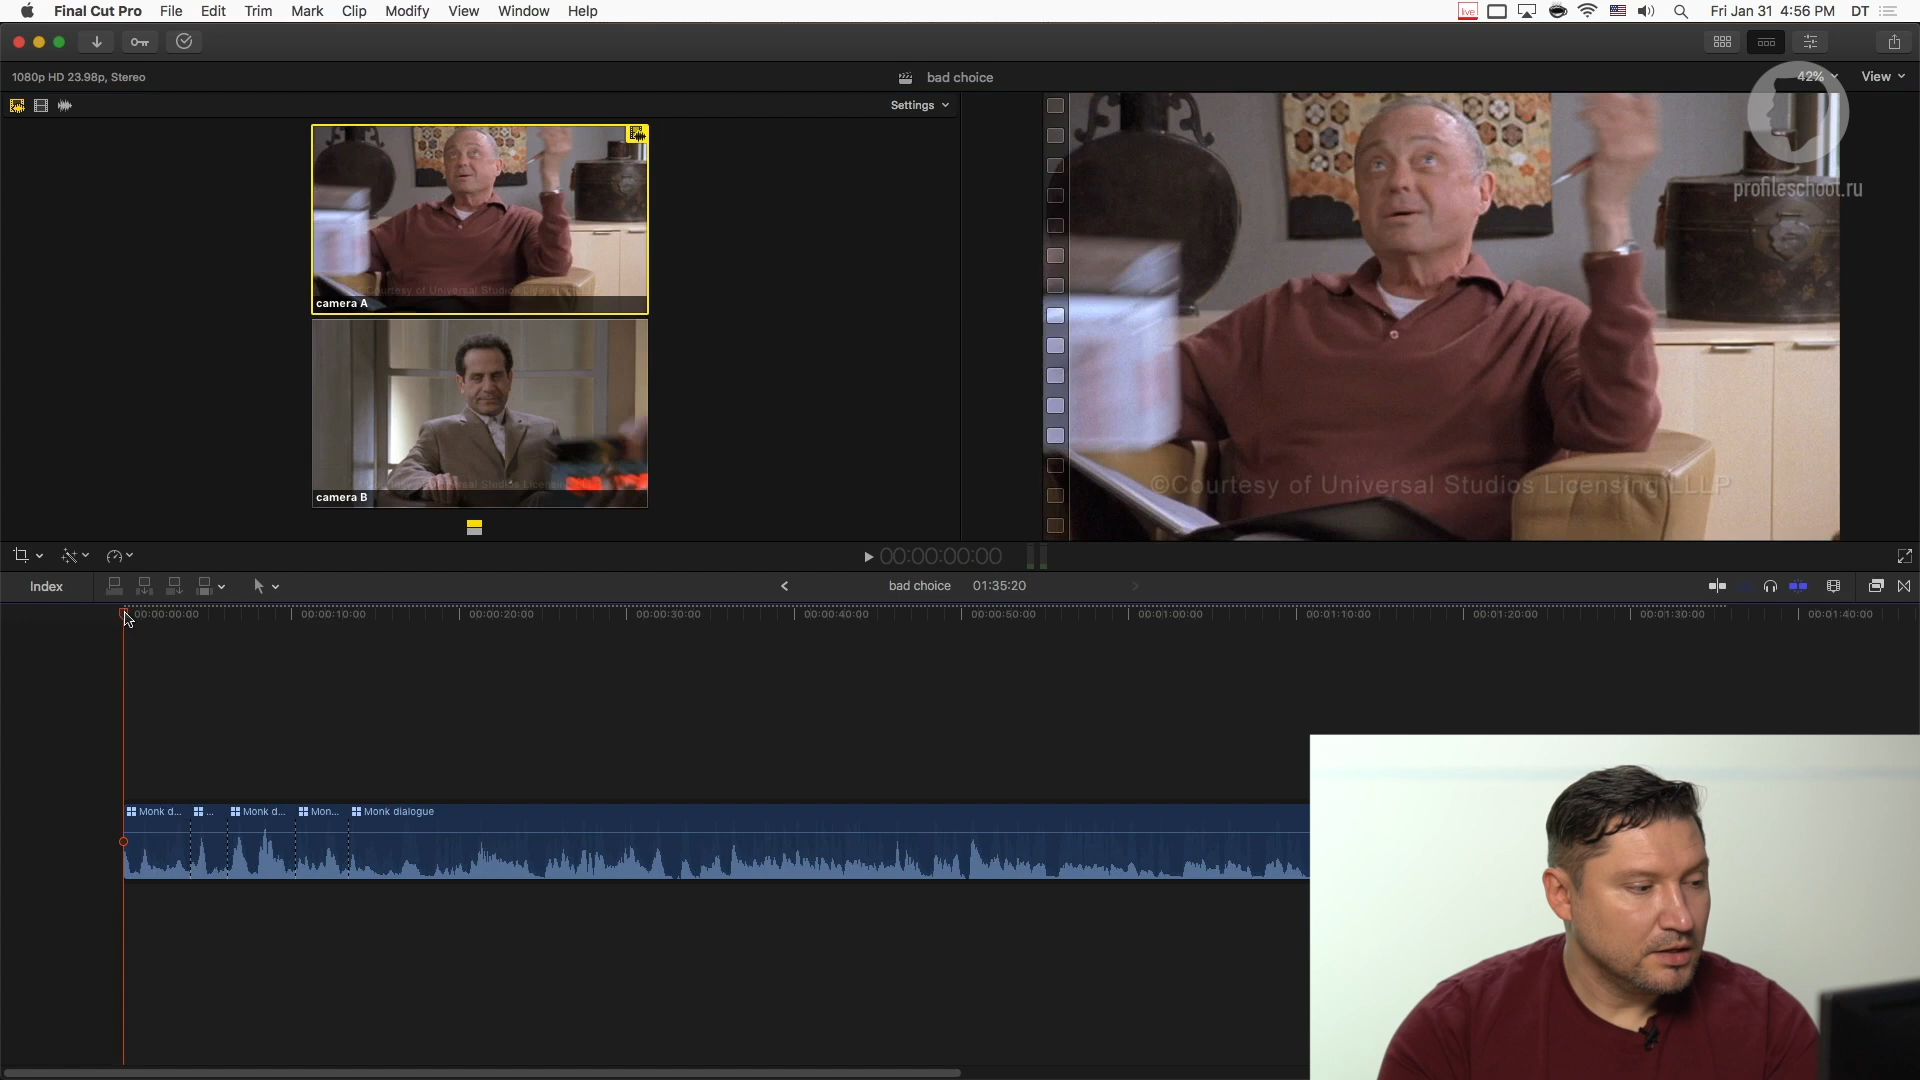 Final Cut Pro File Edit Trim Mark Clip Modify View Window Help
live Fri Jan 31 4:56 PM DT
1080p HD 23.98p, Stereo
bad choice
42% View
Settings
profileschool.ru
©Courtesy of Universal Studios Licensing LLLP
camera A
camera B
00:00:00:00
Index
bad choice 01:35:20
00:00:00:00 00:00:10:00 00:00:20:00 00:00:30:00 00:00:40:00 00:00:50:00 00:01:00:00 00:01:10:00 00:01:20:00 00:01:30:00 00:01:40:00
Monk d... ... Monk d... Mon... Monk dialogue